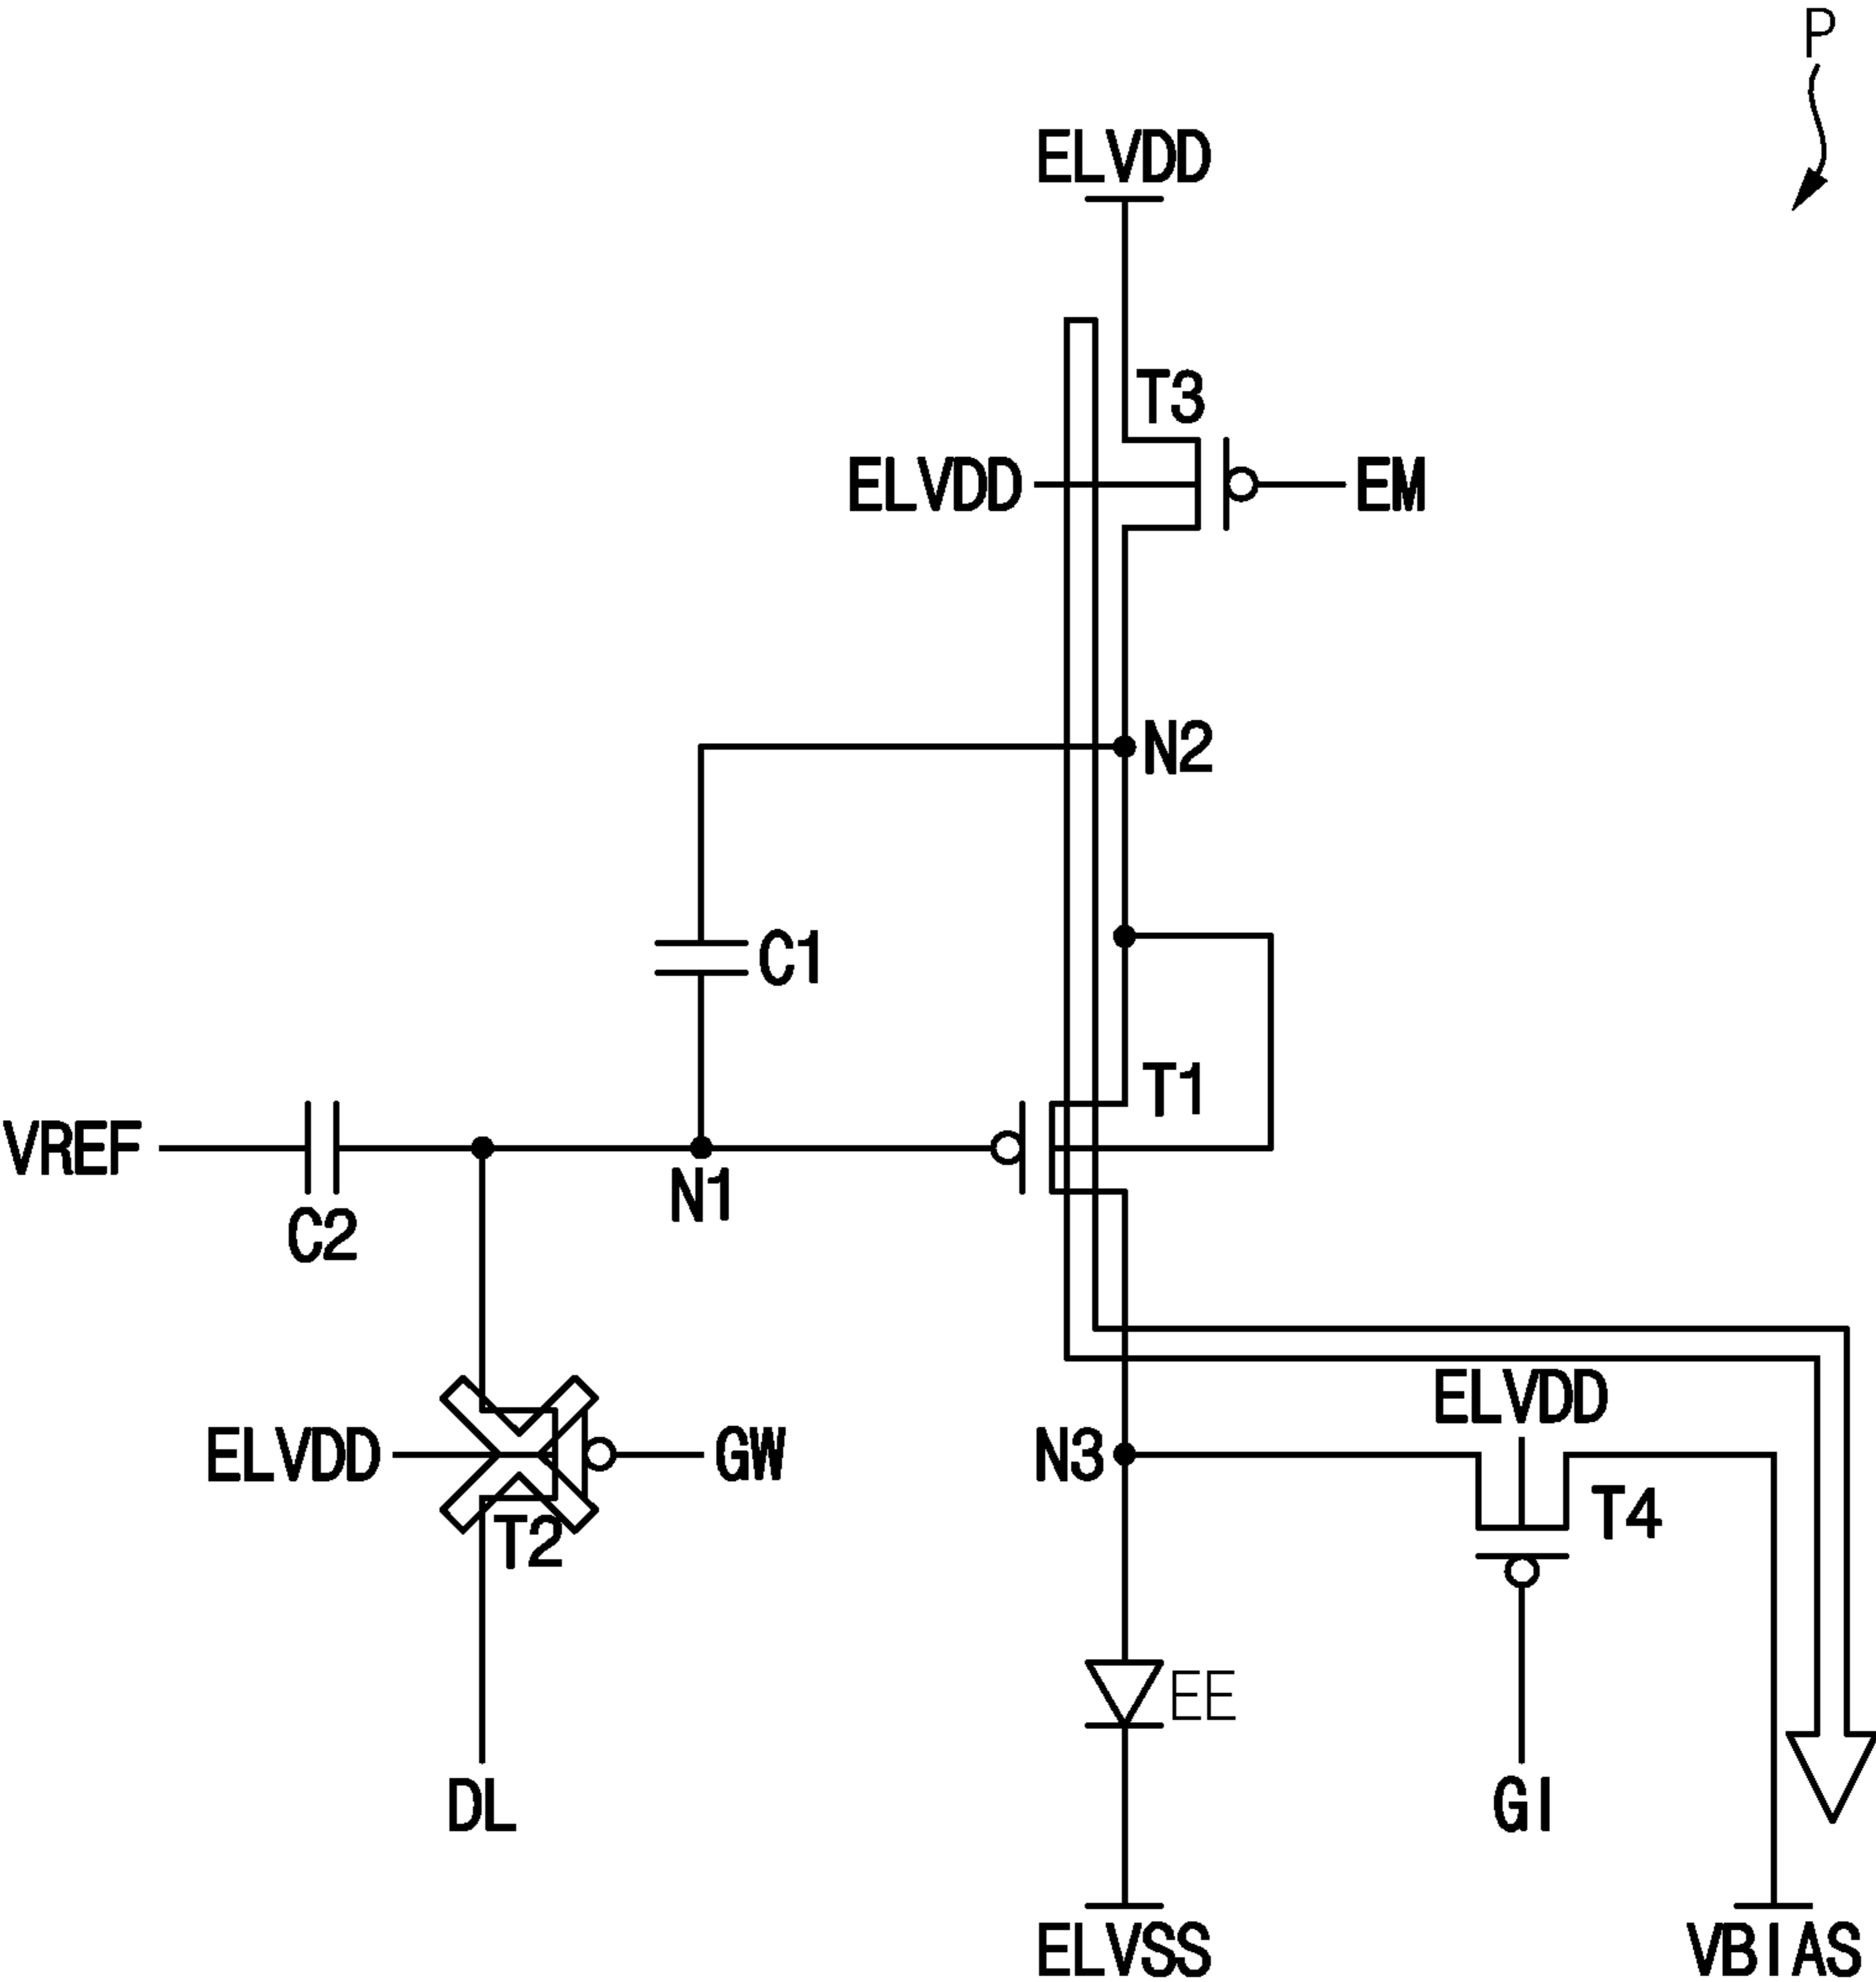 P
ELVDD
T3
ELVDD
EM
N2
C1
T1
VREF
N1
C2
ELVDD
N3
ELVDD
GW
T4
T2
EE
DL
GI
ELVSS
VBIAS